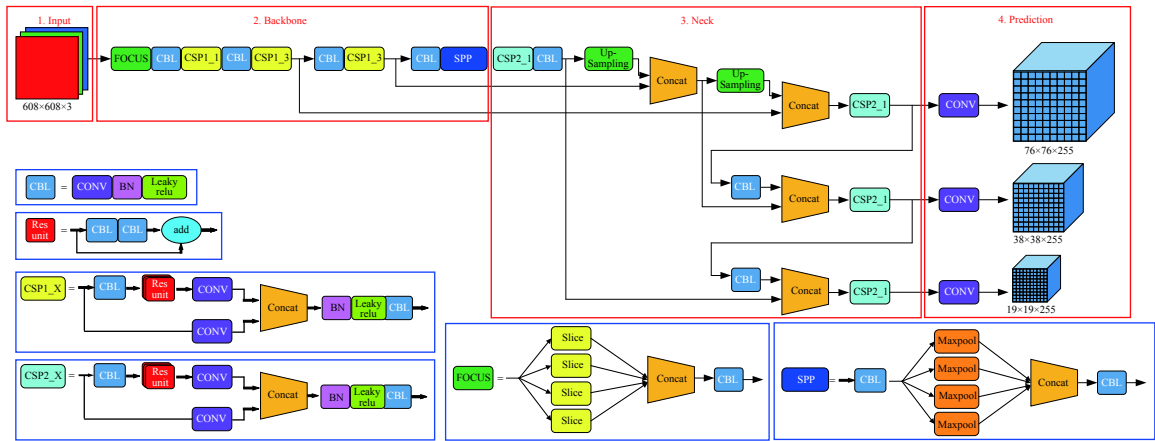 1. Input
2. Backbone
3. Neck
4. Prediction
608×608×3
FOCUS
CBL
CSP1_1
CBL
CSP1_3
CBL
CSP1_3
CBL
SPP
CSP2_1
CBL
Up-
Sampling
Concat
Up-
Sampling
Concat
CSP2_1
CONV
76×76×255
CBL
Concat
CSP2_1
CONV
38×38×255
CBL
Concat
CSP2_1
CONV
19×19×255
CBL
=
CONV
BN
Leaky
relu
Res
unit
=
CBL
CBL
add
CSP1_X
=
CBL
Res
unit
CONV
CONV
Concat
BN
Leaky
relu
CBL
CSP2_X
=
CBL
Res
unit
CONV
CONV
Concat
BN
Leaky
relu
CBL
FOCUS
=
Slice
Slice
Slice
Slice
Concat
CBL
SPP
=
CBL
Maxpool
Maxpool
Maxpool
Maxpool
Concat
CBL